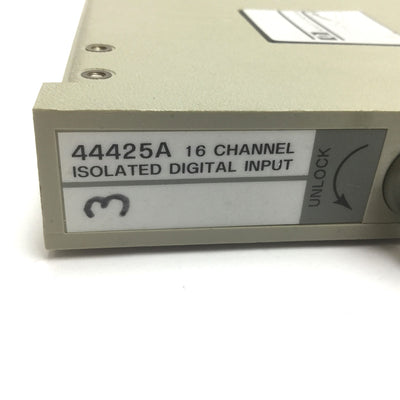 44425A 16 CHANNEL
ISOLATED DIGITAL INPUT
UNLOCK
3